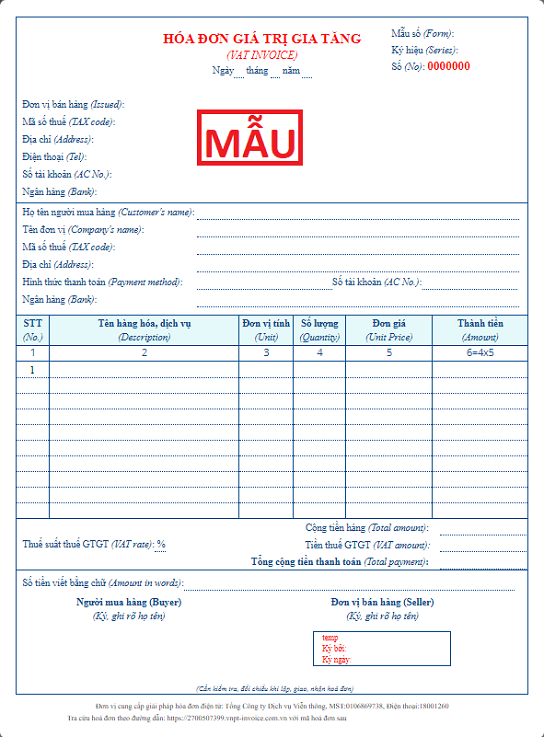 HÓA ĐƠN GIÁ TRỊ GIA TĂNG
(VAT INVOICE)
Ngày tháng năm
Mẫu số (Form):
Ký hiệu (Series):
Số (No): 0000000
Đơn vị bán hàng (Issued):
Mã số thuế (TAX code):
Địa chỉ (Address):
Điện thoại (Tel):
Số tài khoản (AC No.):
Ngân hàng (Bank):
MẪU
Họ tên người mua hàng (Customer's name):
Tên đơn vị (Company's name):
Mã số thuế (TAX code):
Địa chỉ (Address):
Hình thức thanh toán (Payment method): Số tài khoản (AC No.):
Ngân hàng (Bank):
STT Tên hàng hóa, dịch vụ Đơn vị tính Số lượng Đơn giá Thành tiền
(No.) (Description) (Unit) (Quantity) (Unit Price) (Amount)
1 2 3 4 5 6=4x5
1
Cộng tiền hàng (Total amount):
Thuế suất thuế GTGT (VAT rate): % Tiền thuế GTGT (VAT amount):
Tổng cộng tiền thanh toán (Total payment):
Số tiền viết bằng chữ (Amount in words):
Người mua hàng (Buyer) Đơn vị bán hàng (Seller)
(Ký, ghi rõ họ tên) (Ký, ghi rõ họ tên)
temp
Ký bởi:
Ký ngày:
(Cần kiểm tra, đối chiếu khi lập, giao, nhận hoá đơn)
Đơn vị cung cấp giải pháp hóa đơn điện tử: Tổng Công ty Dịch vụ Viễn thông, MST:0106869738, Điện thoại:18001260
Tra cứu hoá đơn theo đường dẫn: https://2700507399.vnpt-invoice.com.vn với mã hoá đơn sau